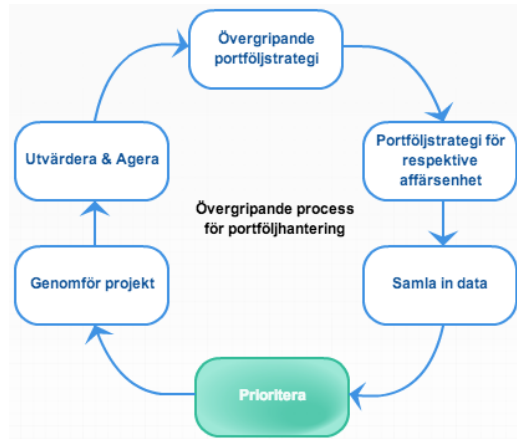 Övergripande
portföljstrategi
Portföljstrategi för
respektive
affärsenhet
Samla in data
Prioritera
Genomför projekt
Utvärdera & Agera
Övergripande process
för portföljhantering